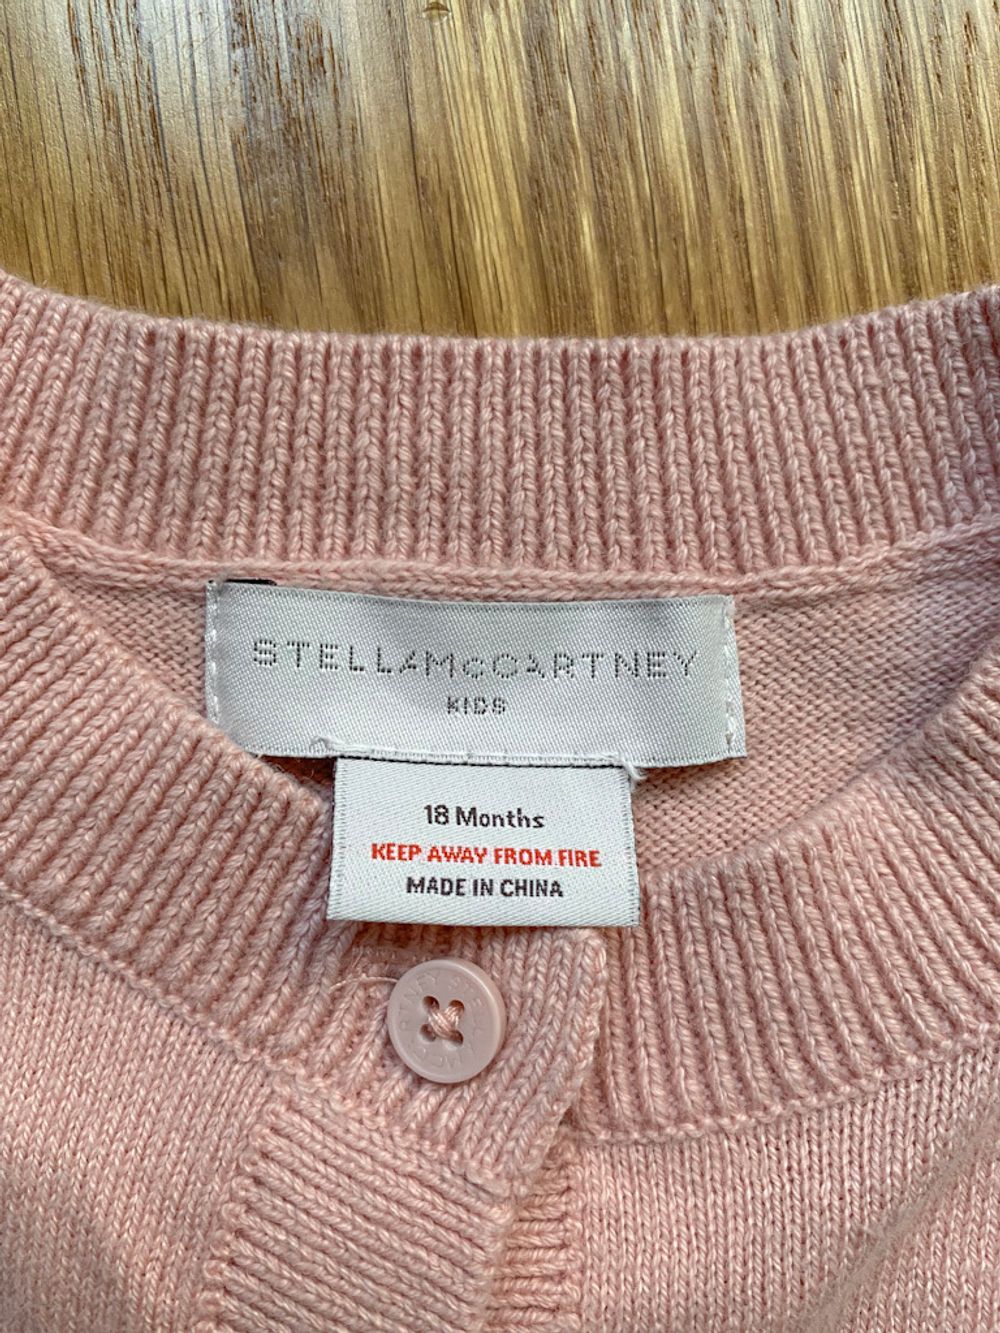 STELLAMcCARTNEY
KIDS
18 Months
KEEP AWAY FROM FIRE
MADE IN CHINA